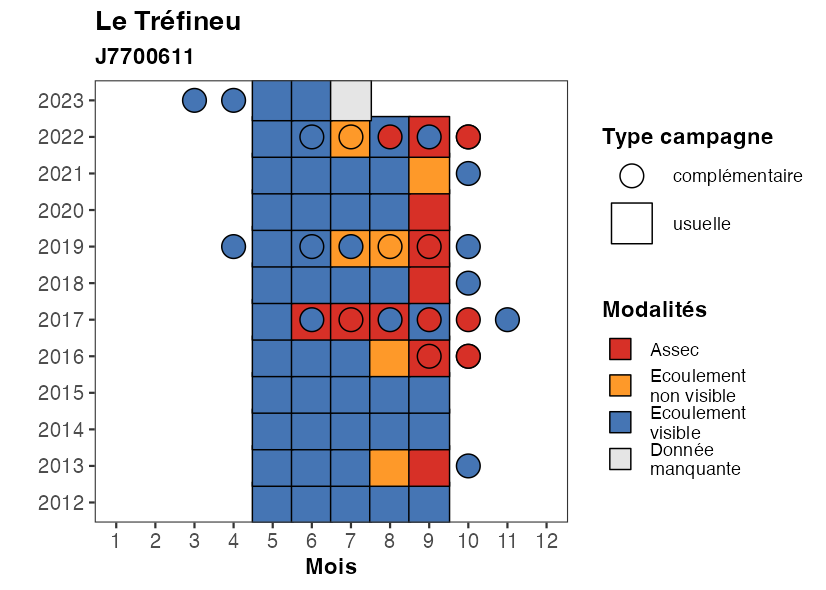 Le Tréfineu
J7700611
2023
2022
2021
2020
2019
2018
2017
2016
2015
2014
2013
2012
1 2 3 4 5 6 7 8 9 10 11 12
Mois
Type campagne
complémentaire
usuelle
Modalités
Assec
Ecoulement
non visible
Ecoulement
visible
Donnée
manquante